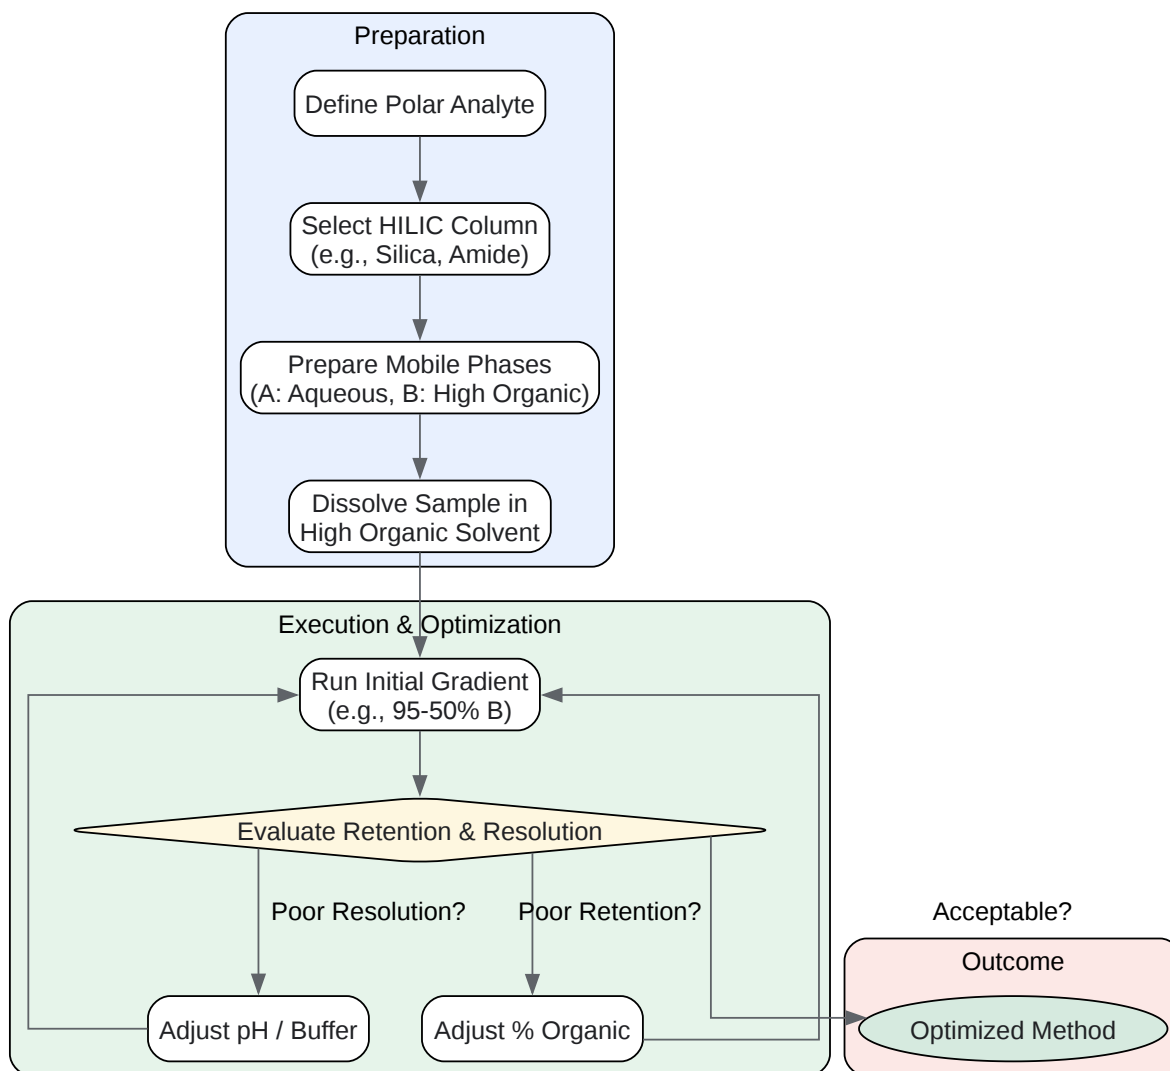 Preparation
Define Polar Analyte
Select HILIC Column
(e.g., Silica, Amide)
Prepare Mobile Phases
(A: Aqueous, B: High Organic)
Dissolve Sample in
High Organic Solvent
Execution & Optimization
Run Initial Gradient
(e.g., 95-50% B)
Evaluate Retention & Resolution
Poor Resolution?
Poor Retention?
Acceptable?
Outcome
Adjust pH / Buffer
Adjust % Organic
Optimized Method